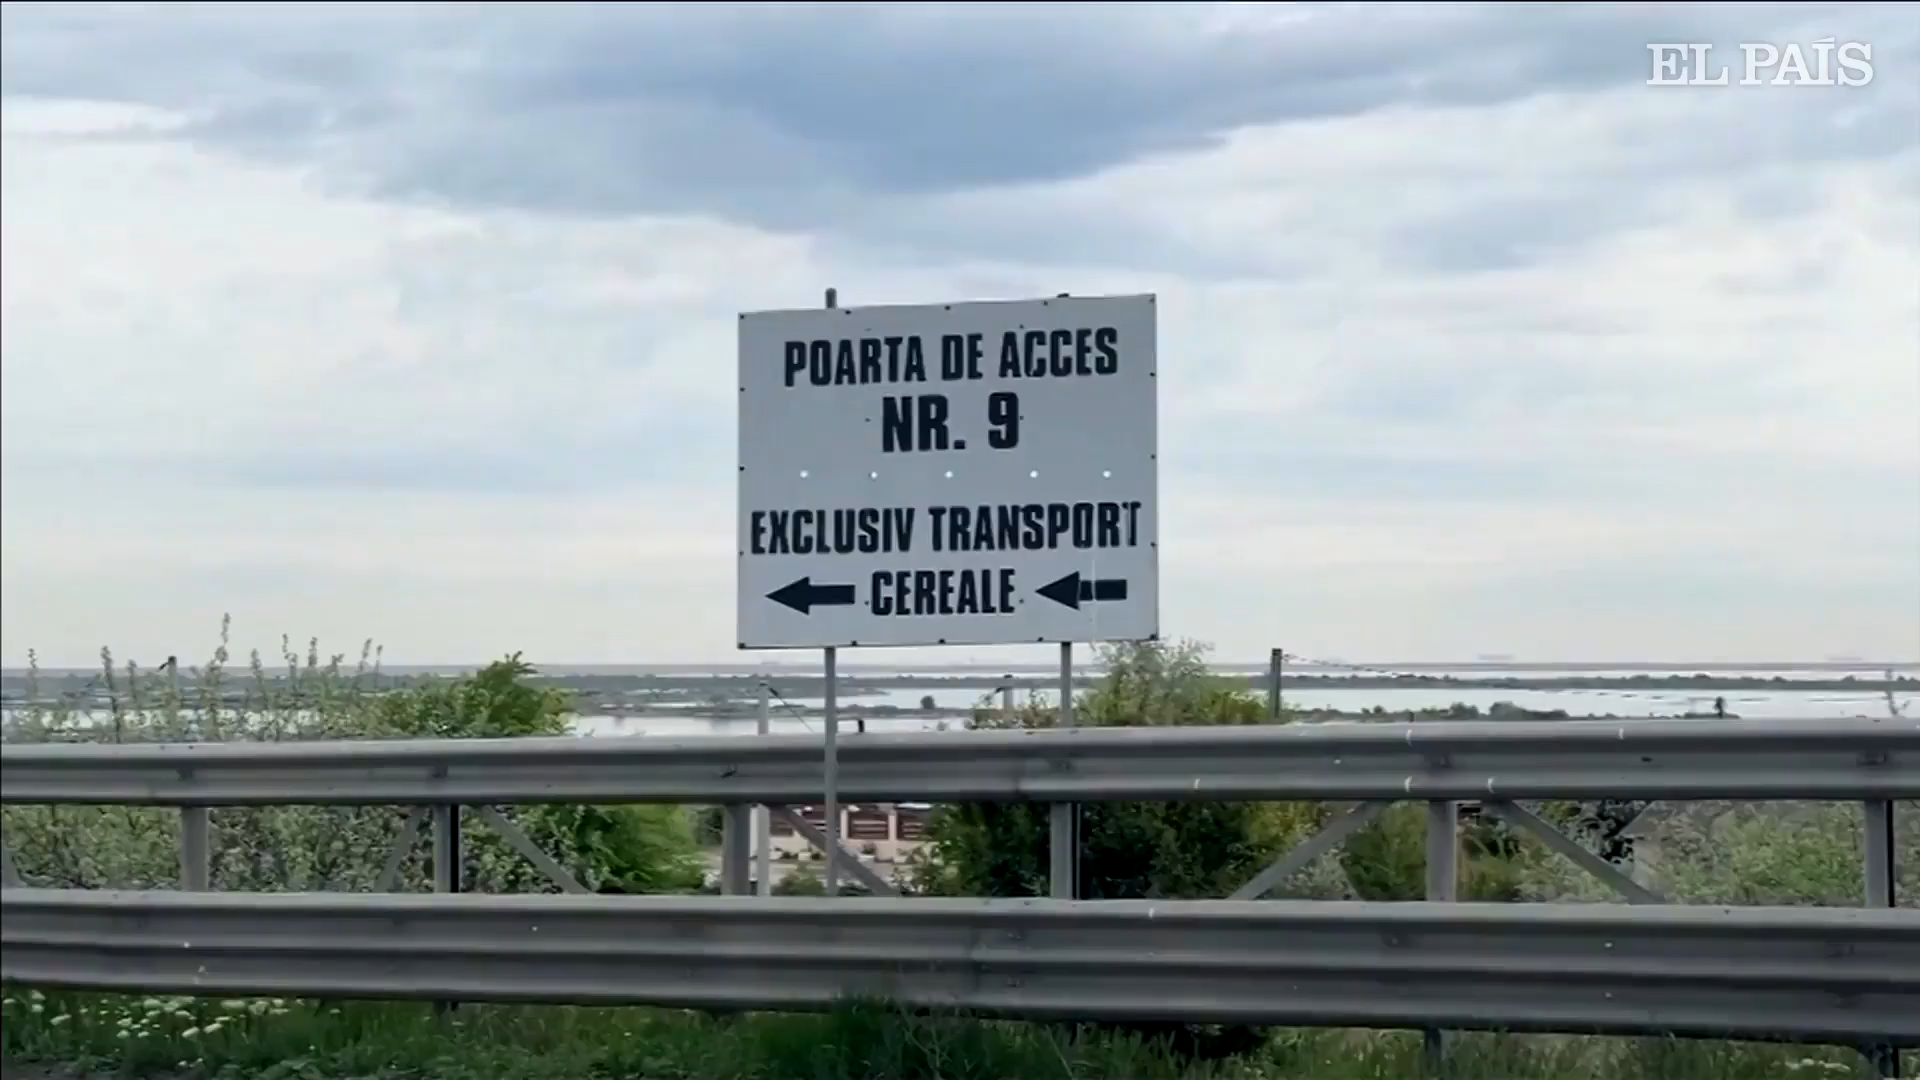 EL PAÍS
POARTA DE ACCES
NR. 9
EXCLUSIV TRANSPORT
CEREALE